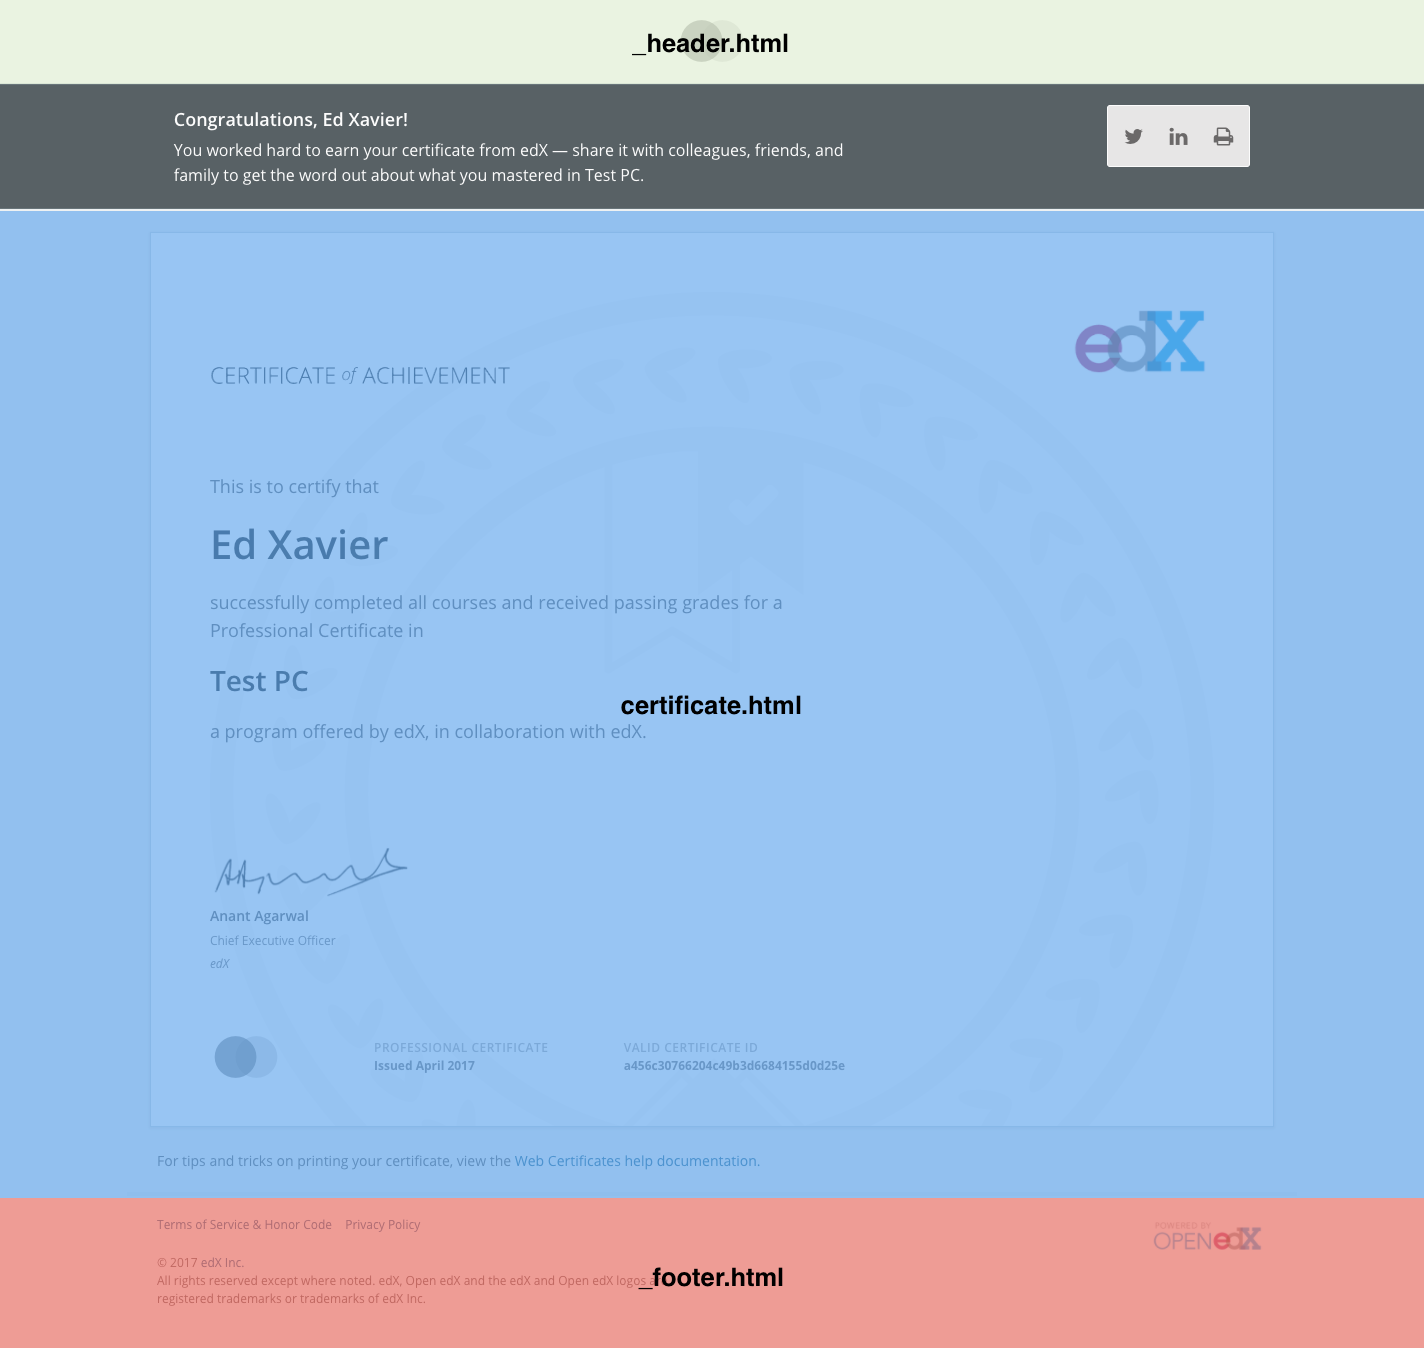 _header.html
Congratulations, Ed Xavier!
You worked hard to earn your certificate from edX — share it with colleagues, friends, and
family to get the word out about what you mastered in Test PC.
edX
CERTIFICATE of ACHIEVEMENT
This is to certify that
Ed Xavier
successfully completed all courses and received passing grades for a
Professional Certificate in
Test PC
certificate.html
a program offered by edX, in collaboration with edX.
Anant Agarwal
Chief Executive Officer
edX
PROFESSIONAL CERTIFICATE
Issued April 2017
VALID CERTIFICATE ID
a456c30766204c49b3d6684155d0d25e
For tips and tricks on printing your certificate, view the Web Certificates help documentation.
Terms of Service & Honor Code Privacy Policy
POWERED BY
OPEN edX
© 2017 edX Inc.
All rights reserved except where noted. edX, Open edX and the edX and Open edX logos
_footer.html
registered trademarks or trademarks of edX Inc.